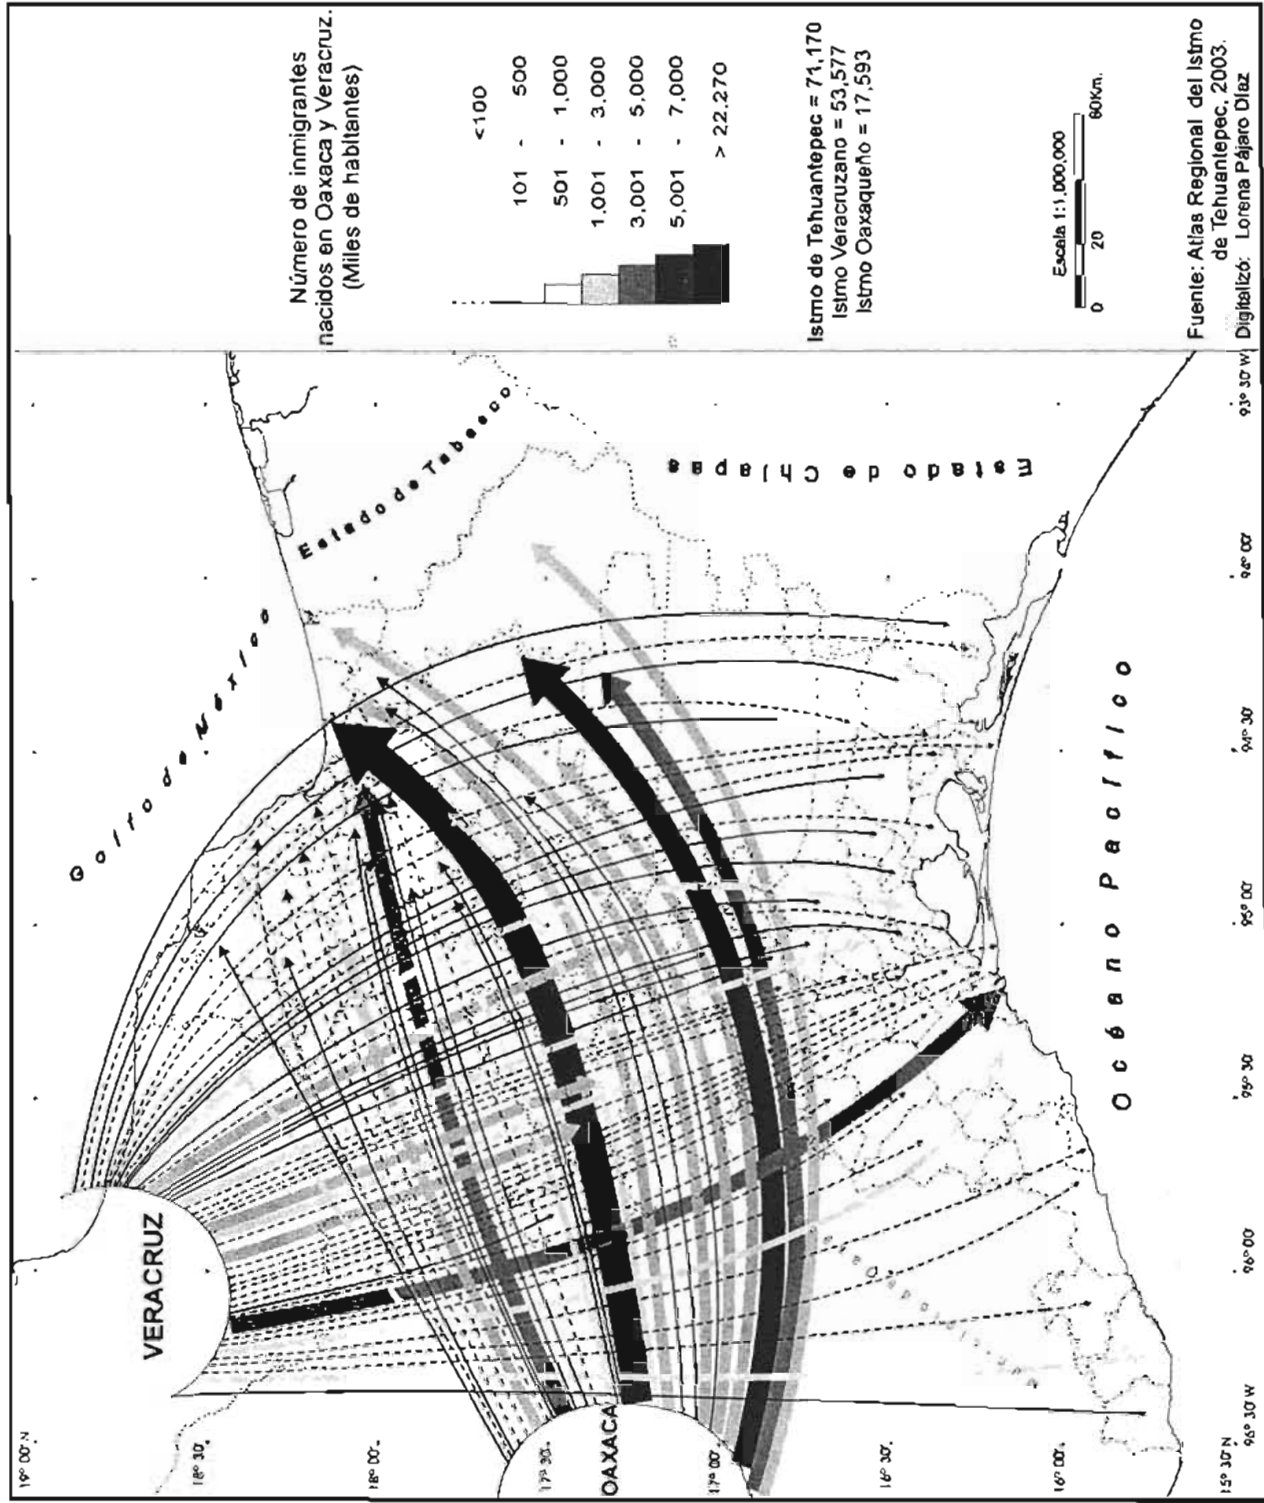 Número de inmigrantes
nacidos en Oaxaca y Veracruz.
(Miles de habitantes)
<100
101 - 500
501 - 1,000
1,001 - 3,000
3,001 - 5,000
5,001 - 7,000
> 22,270
Istmo de Tehuantepec = 71,170
Istmo Veracruzano = 53,577
Istmo Oaxaqueño = 17,593
Escala 1:1,000,000
0 20 60Km.
Fuente: Atlas Regional del Istmo
de Tehuantepec, 2003.
Digitalizó: Lorena Pájaro Díaz
Golfo de México
Estado de Tabasco
Estado de Chiapas
Océano Pacífico
VERACRUZ
OAXACA
19° 00' N
18° 30'
18° 00'
17° 30'
17° 00'
16° 30'
16° 00'
15° 30' N
96° 30' W
96° 00'
95° 30'
95° 00'
94° 30'
94° 00'
93° 30' W